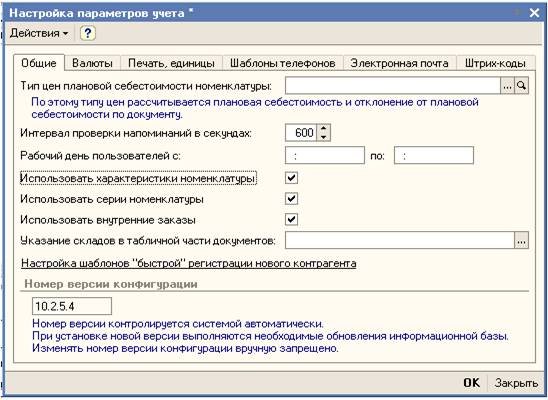 Настройка параметров учета *
Действия
Общие Валюты Печать, единицы Шаблоны телефонов Электронная почта Штрих-коды
Тип цен плановой себестоимости номенклатуры:
По этому типу цен рассчитывается плановая себестоимость и отклонение от плановой
себестоимости по документу.
Интервал проверки напоминаний в секундах: 600
Рабочий день пользователей с: : по: :
Использовать характеристики номенклатуры
Использовать серии номенклатуры
Использовать внутренние заказы
Указание складов в табличной части документов:
Настройка шаблонов "быстрой" регистрации нового контрагента
Номер версии конфигурации
10.2.5.4
Номер версии контролируется системой автоматически.
При установке новой версии выполняются необходимые обновления информационной базы.
Изменять номер версии конфигурации вручную запрещено.
OK Закрыть